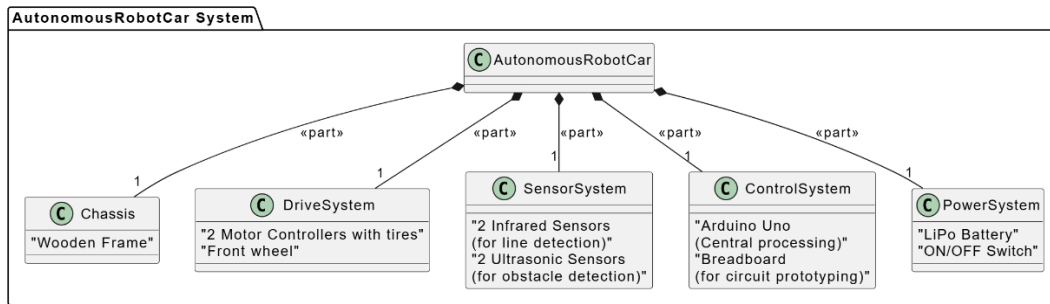 AutonomousRobotCar System
C AutonomousRobotCar
«part»
«part»
«part»
«part»
«part»
1
1
1
1
1
C Chassis
"Wooden Frame"
C DriveSystem
"2 Motor Controllers with tires"
"Front wheel"
C SensorSystem
"2 Infrared Sensors
(for line detection)"
"2 Ultrasonic Sensors
(for obstacle detection)"
C ControlSystem
"Arduino Uno
(Central processing)"
"Breadboard
(for circuit prototyping)"
C PowerSystem
"LiPo Battery"
"ON/OFF Switch"